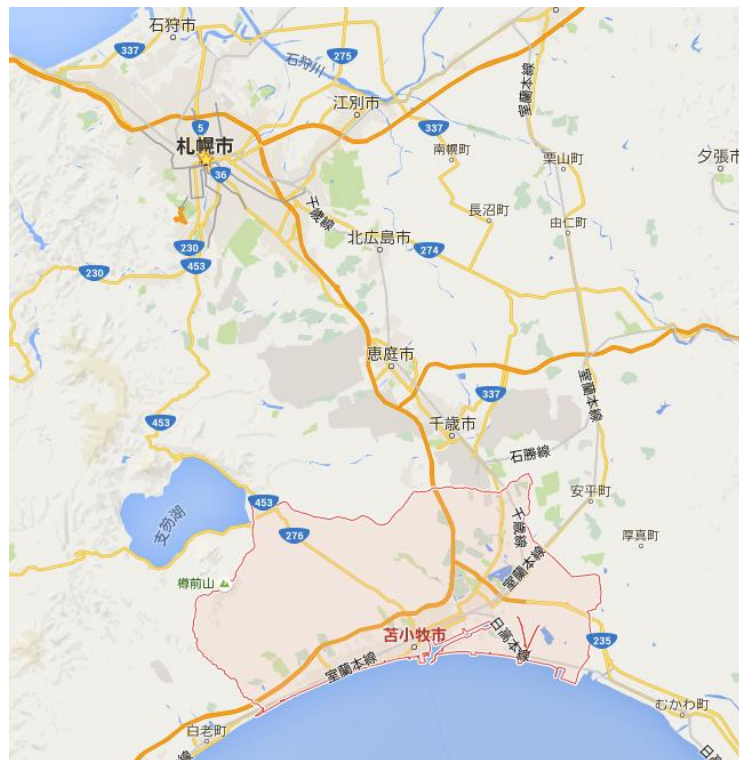 石狩市
337
275
石狩川
江別市
室蘭本線
5
337
札幌市
36
南幌町
栗山町
夕張市
千歳線
長沼町
由仁町
北広島市
230
453
274
230
恵庭市
337
室蘭本線
453
千歳市
石勝線
453
安平町
支笏湖
276
千歳線
厚真町
樽前山
室蘭本線
苫小牧市
日高本線
235
室蘭本線
むかわ町
白老町